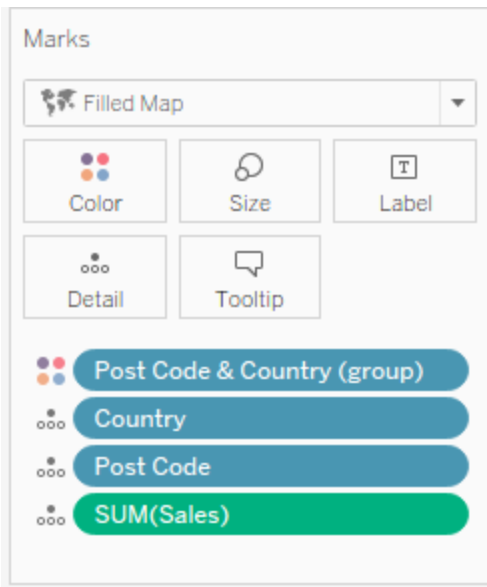 Marks
Filled Map
Color Size Label
Detail Tooltip
Post Code & Country (group)
Country
Post Code
SUM(Sales)